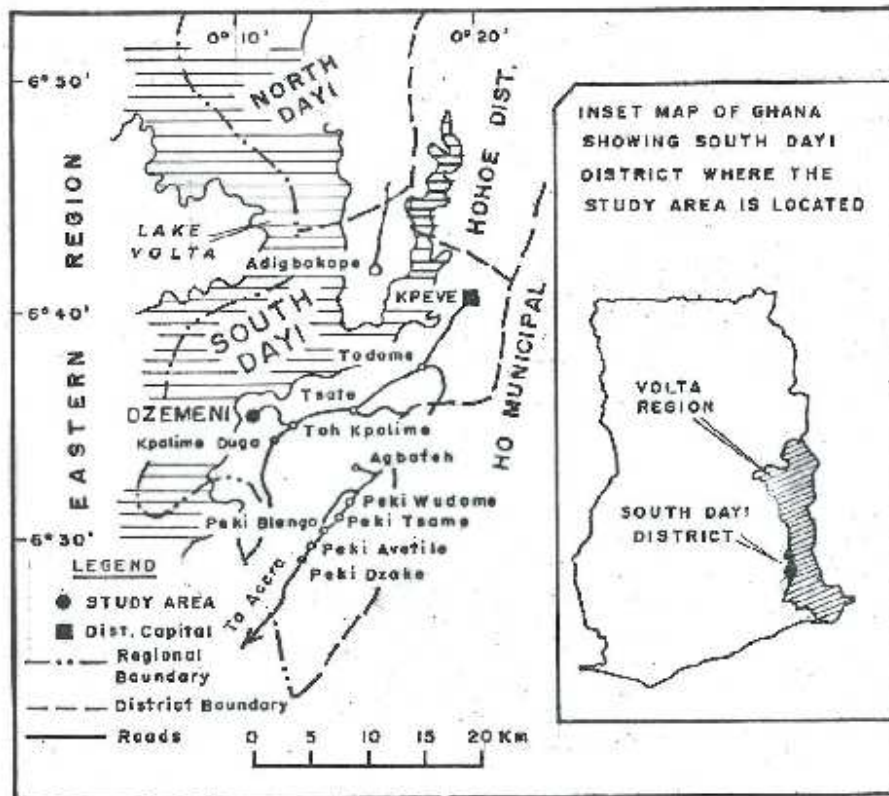 0° 10'
0° 20'
6° 50'
NORTH
DAYI
HOHOE DIST.
EASTERN REGION
LAKE
VOLTA
Adigbokope
KPEVE
6° 40'
SOUTH
DAYI
Todome
Tsate
DZEMENI
Toh Kpalime
Kpalime Duga
HO MUNICIPAL
Agbateh
Peki Wudome
Peki Blengo
Peki Tsame
6° 30'
Peki Avetile
Peki Dzake
To Accra
LEGEND
STUDY AREA
Dist. Capital
Regional
Boundary
District Boundary
Roads
0 5 10 15 20 Km
INSET MAP OF GHANA
SHOWING SOUTH DAYI
DISTRICT WHERE THE
STUDY AREA IS LOCATED
VOLTA
REGION
SOUTH DAYI
DISTRICT